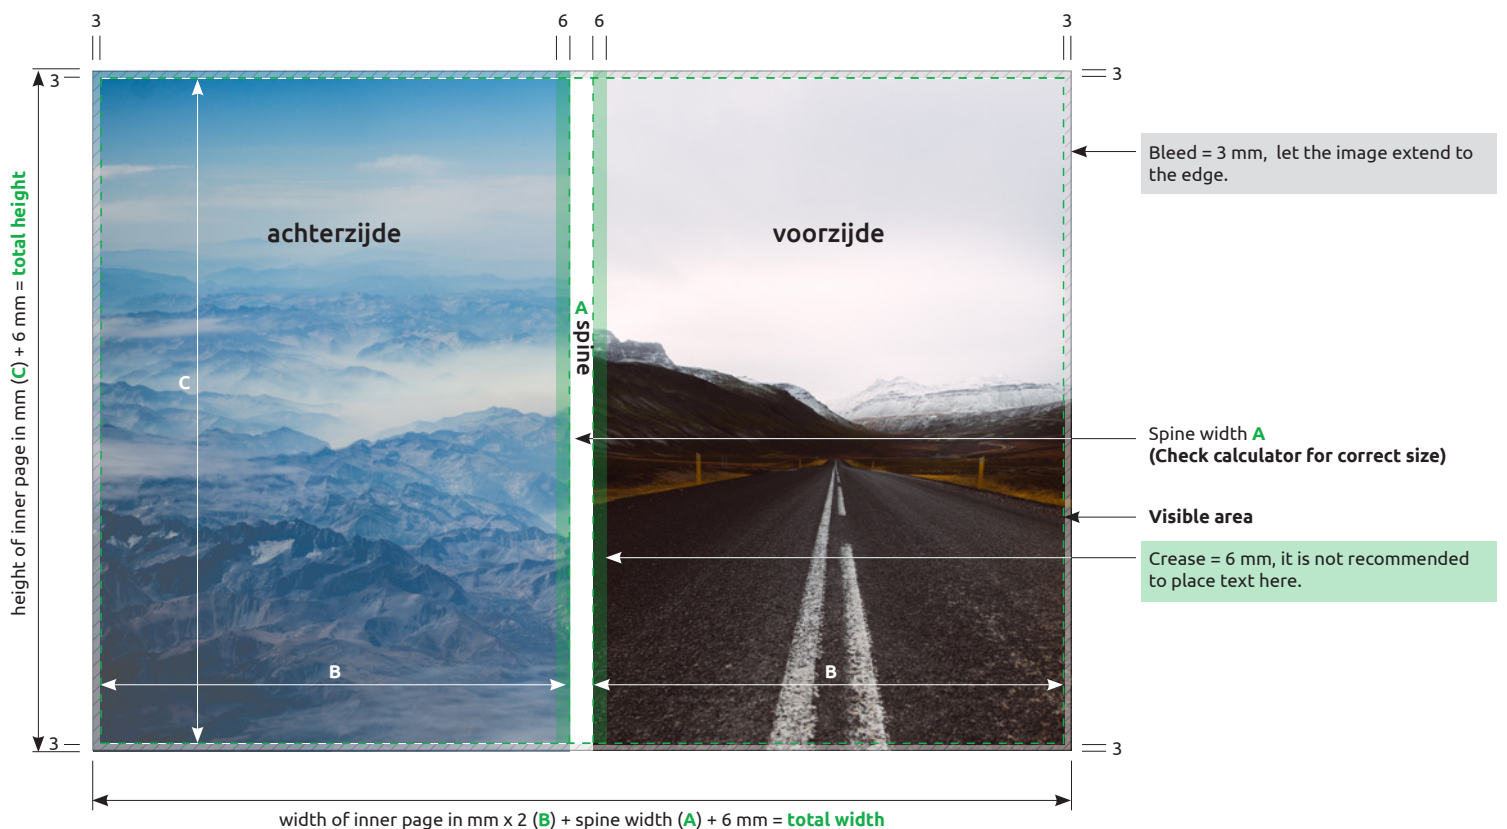 3
6
6
3
3
3
Bleed = 3 mm,  let the image extend to
the edge.
achterzijde
voorzijde
A
spine
C
height of inner page in mm (C) + 6 mm = total height
Spine width A
(Check calculator for correct size)
Visible area
Crease = 6 mm, it is not recommended
to place text here.
B
B
3
3
width of inner page in mm x 2 (B) + spine width (A) + 6 mm = total width